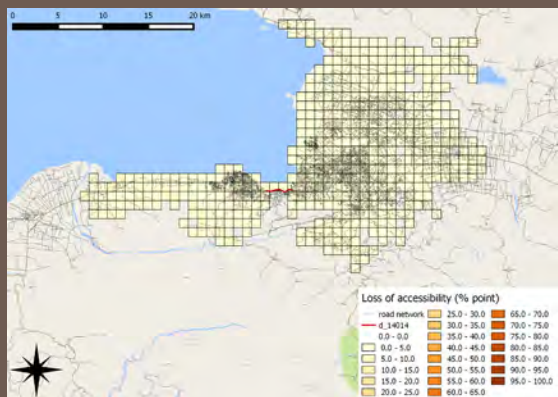 0 5 10 15 20 km
Loss of accessibility (% point)
road network
d_14014
0.0 - 0.0
0.0 - 5.0
5.0 - 10.0
10.0 - 15.0
15.0 - 20.0
20.0 - 25.0
25.0 - 30.0
30.0 - 35.0
35.0 - 40.0
40.0 - 45.0
45.0 - 50.0
50.0 - 55.0
55.0 - 60.0
60.0 - 65.0
65.0 - 70.0
70.0 - 75.0
75.0 - 80.0
80.0 - 85.0
85.0 - 90.0
90.0 - 95.0
95.0 - 100.0